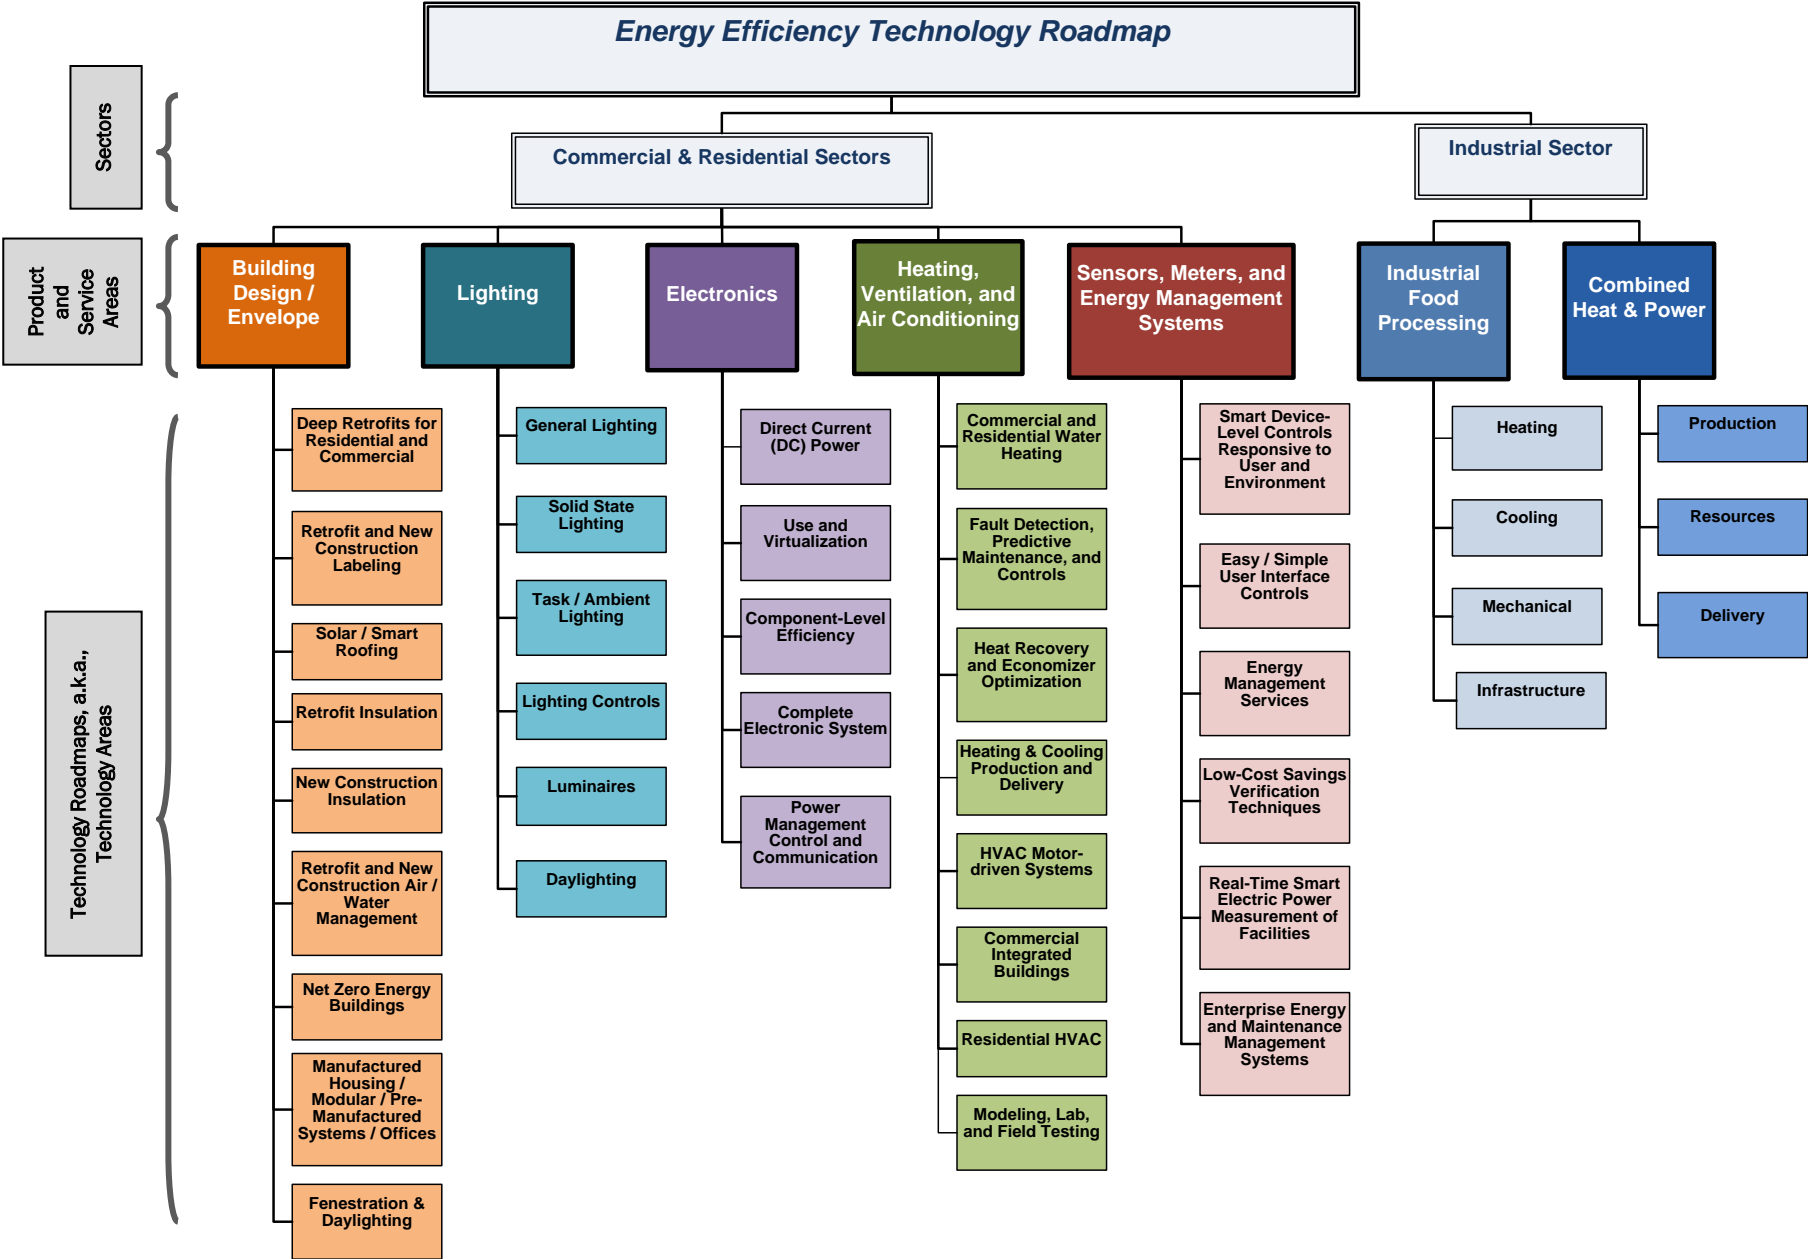 Energy Efficiency Technology Roadmap
Sectors
Commercial & Residential Sectors
Industrial Sector
Product
and
Service
Areas
Building
Design /
Envelope
Lighting
Electronics
Heating,
Ventilation, and
Air Conditioning
Sensors, Meters, and
Energy Management
Systems
Industrial
Food
Processing
Combined
Heat & Power
Technology Roadmaps, a.k.a.,
Technology Areas
Deep Retrofits for
Residential and
Commercial
Retrofit and New
Construction
Labeling
Solar / Smart
Roofing
Retrofit Insulation
New Construction
Insulation
Retrofit and New
Construction Air /
Water
Management
Net Zero Energy
Buildings
Manufactured
Housing /
Modular / Pre-
Manufactured
Systems / Offices
Fenestration &
Daylighting
General Lighting
Solid State
Lighting
Task / Ambient
Lighting
Lighting Controls
Luminaires
Daylighting
Direct Current
(DC) Power
Use and
Virtualization
Component-Level
Efficiency
Complete
Electronic System
Power
Management
Control and
Communication
Commercial and
Residential Water
Heating
Fault Detection,
Predictive
Maintenance, and
Controls
Heat Recovery
and Economizer
Optimization
Heating & Cooling
Production and
Delivery
HVAC Motor-
driven Systems
Commercial
Integrated
Buildings
Residential HVAC
Modeling, Lab,
and Field Testing
Smart Device-
Level Controls
Responsive to
User and
Environment
Easy / Simple
User Interface
Controls
Energy
Management
Services
Low-Cost Savings
Verification
Techniques
Real-Time Smart
Electric Power
Measurement of
Facilities
Enterprise Energy
and Maintenance
Management
Systems
Heating
Cooling
Mechanical
Infrastructure
Production
Resources
Delivery